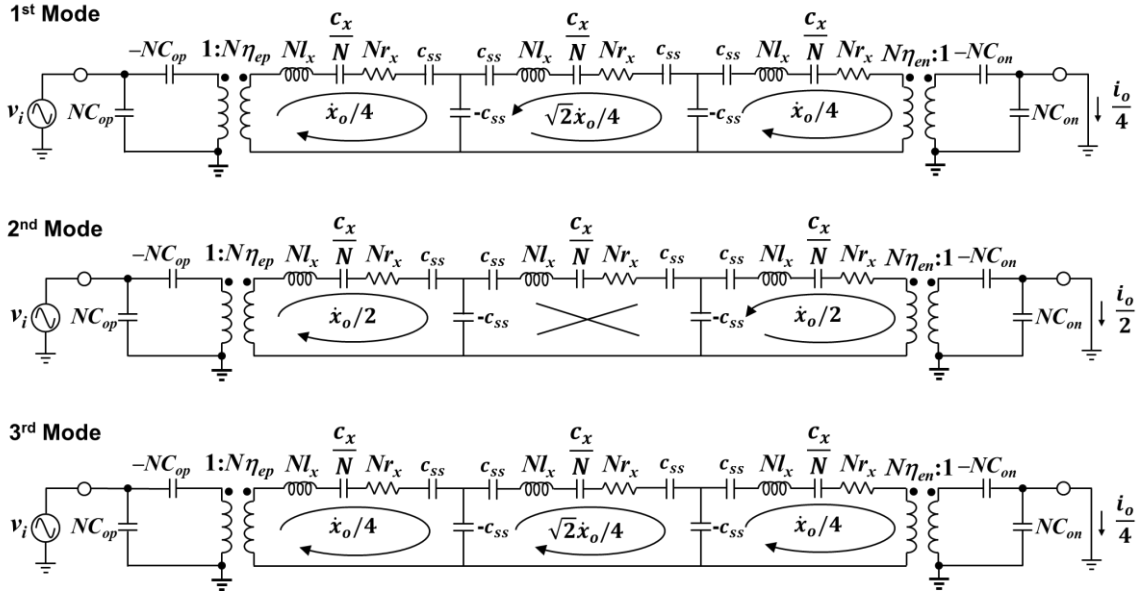 1st Mode
−NCop 1:Nηep Nlx cx/N Nrx css css Nlx cx/N Nrx css css Nlx cx/N Nrx Nηen:1 −NCon
vi NCop ẋo/4 -css √2ẋo/4 -css ẋo/4 NCon io/4
2nd Mode
−NCop 1:Nηep Nlx cx/N Nrx css css Nlx cx/N Nrx css css Nlx cx/N Nrx Nηen:1 −NCon
vi NCop ẋo/2 -css -css ẋo/2 NCon io/2
3rd Mode
−NCop 1:Nηep Nlx cx/N Nrx css css Nlx cx/N Nrx css css Nlx cx/N Nrx Nηen:1 −NCon
vi NCop ẋo/4 -css √2ẋo/4 -css ẋo/4 NCon io/4